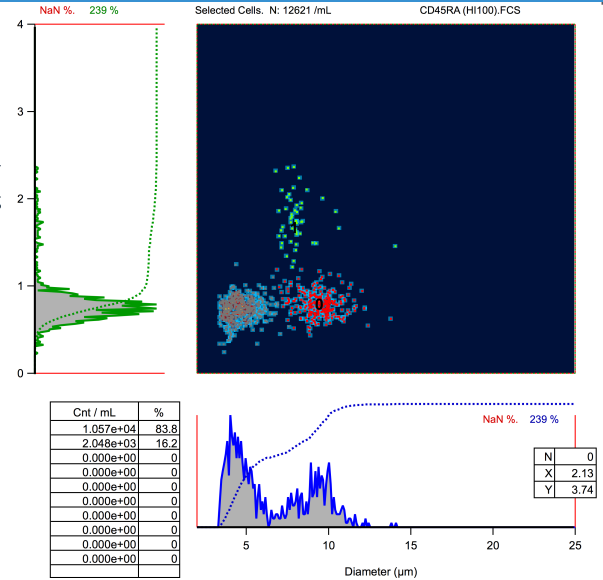 NaN %. 239 %
Selected Cells. N: 12621 /mL CD45RA (HI100).FCS
4
3
2
1
0
0
Cnt / mL %
1.057e+04 83.8
2.048e+03 16.2
0.000e+00 0
0.000e+00 0
0.000e+00 0
0.000e+00 0
0.000e+00 0
0.000e+00 0
0.000e+00 0
0.000e+00 0
NaN %. 239 %
N 0
X 2.13
Y 3.74
5 10 15 20 25
Diameter (µm)